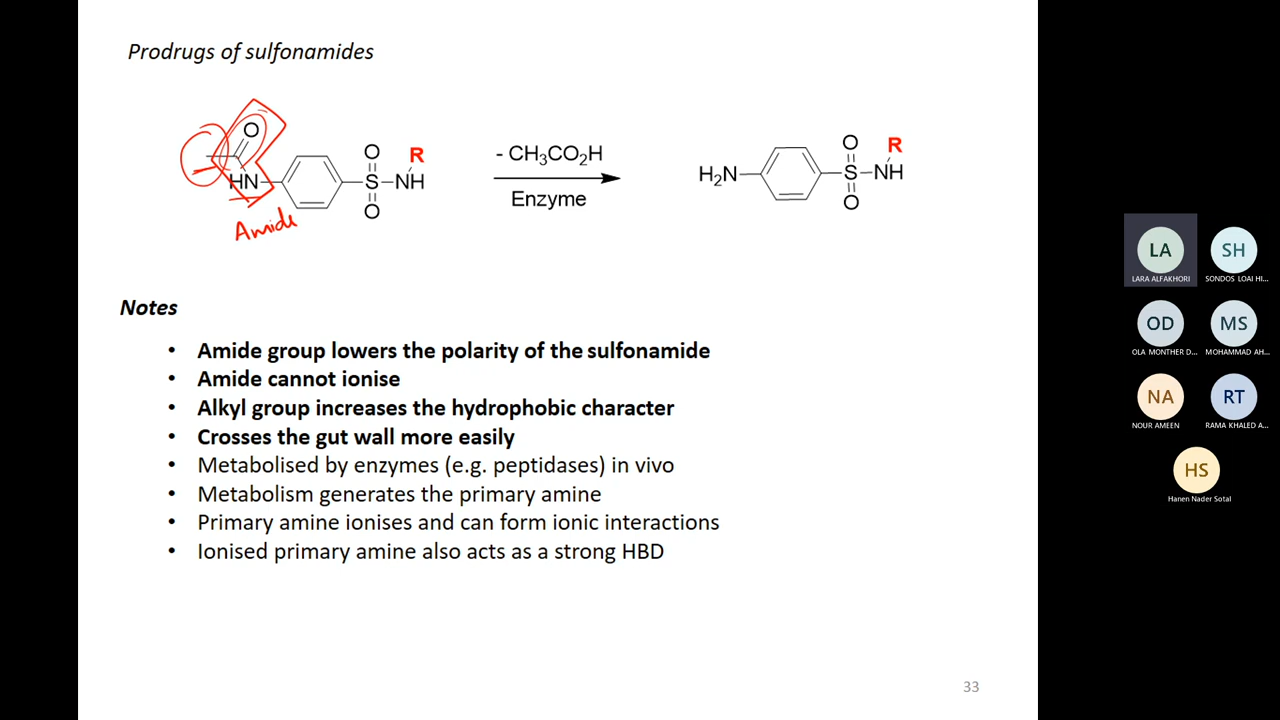 Prodrugs of sulfonamides
O
HN
Amide
O
S
O
NH
R
- CH3CO2H
Enzyme
H2N
O
S
O
NH
R
Notes
• Amide group lowers the polarity of the sulfonamide
• Amide cannot ionise
• Alkyl group increases the hydrophobic character
• Crosses the gut wall more easily
• Metabolised by enzymes (e.g. peptidases) in vivo
• Metabolism generates the primary amine
• Primary amine ionises and can form ionic interactions
• Ionised primary amine also acts as a strong HBD
33
LA
LARA ALFAKHORI
SH
SONDOS LOAI HI...
OD
OLA MONTHER D...
MS
MOHAMMAD AH...
NA
NOUR AMEEN
RT
RAMA KHALED A...
HS
Hanen Nader Sotal